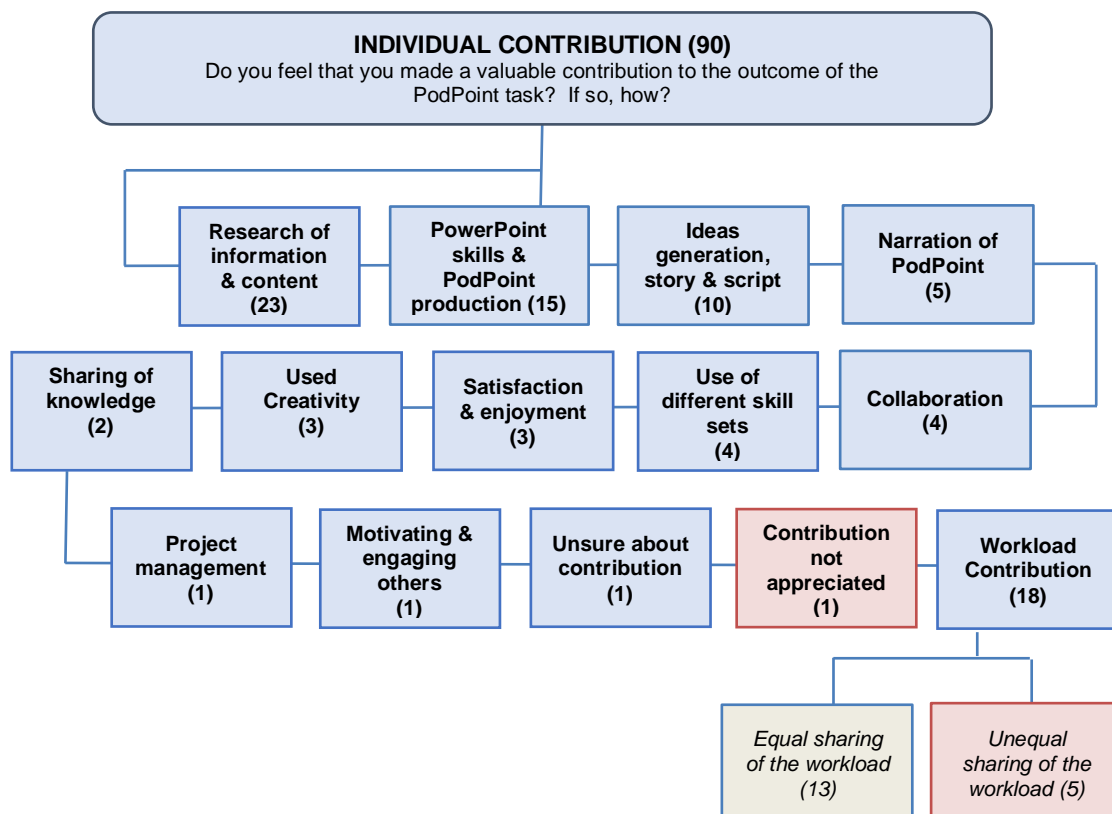 INDIVIDUAL CONTRIBUTION (90)
Do you feel that you made a valuable contribution to the outcome of the
PodPoint task?  If so, how?
Research of
information
& content
(23)
PowerPoint
skills &
PodPoint
production (15)
Ideas
generation,
story & script
(10)
Narration of
PodPoint
(5)
Sharing of
knowledge
(2)
Used
Creativity
(3)
Satisfaction
& enjoyment
(3)
Use of
different skill
sets
(4)
Collaboration
(4)
Project
management
(1)
Motivating &
engaging
others
(1)
Unsure about
contribution
(1)
Contribution
not
appreciated
(1)
Workload
Contribution
(18)
Equal sharing
of the workload
(13)
Unequal
sharing of the
workload (5)